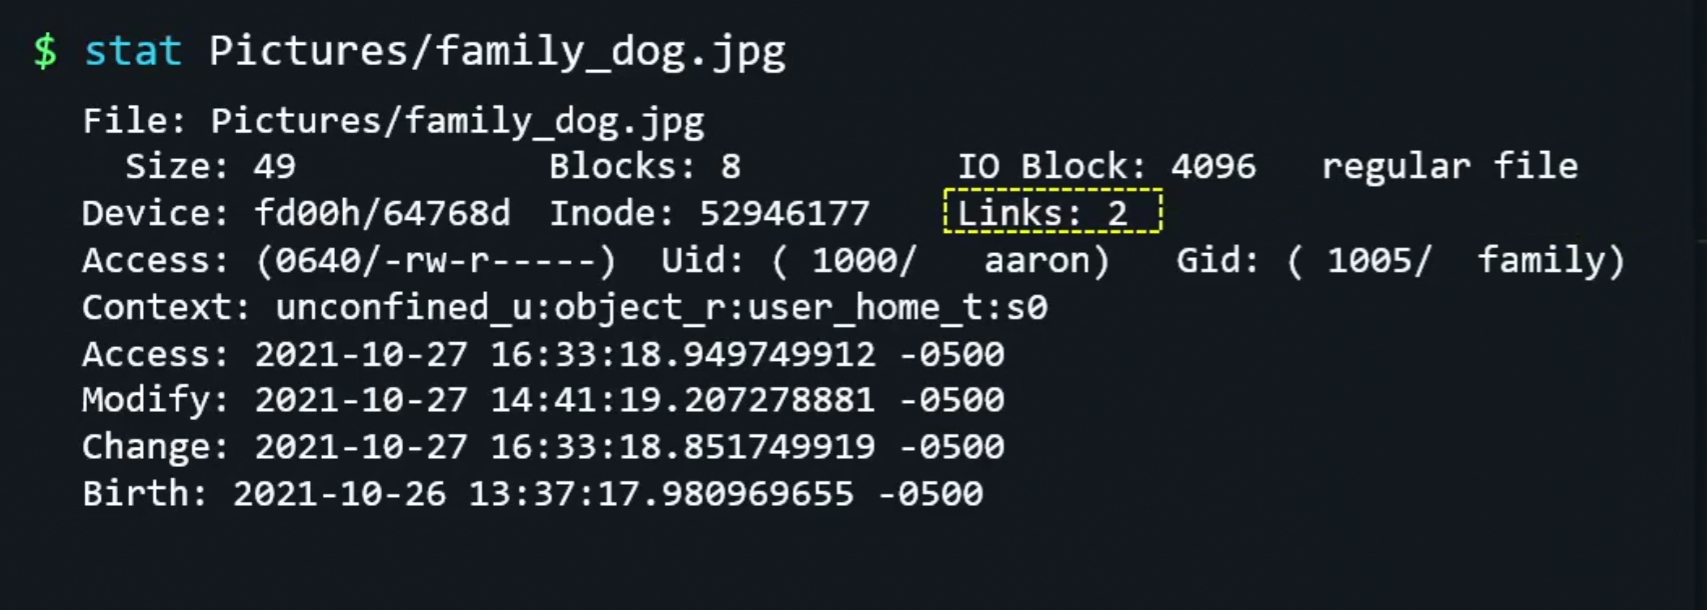 $ stat Pictures/family_dog.jpg
File: Pictures/family_dog.jpg
Size: 49 Blocks: 8 IO Block: 4096 regular file
Device: fd00h/64768d Inode: 52946177 Links: 2
Access: (0640/-rw-r-----) Uid: ( 1000/ aaron) Gid: ( 1005/ family)
Context: unconfined_u:object_r:user_home_t:s0
Access: 2021-10-27 16:33:18.949749912 -0500
Modify: 2021-10-27 14:41:19.207278881 -0500
Change: 2021-10-27 16:33:18.851749919 -0500
Birth: 2021-10-26 13:37:17.980969655 -0500